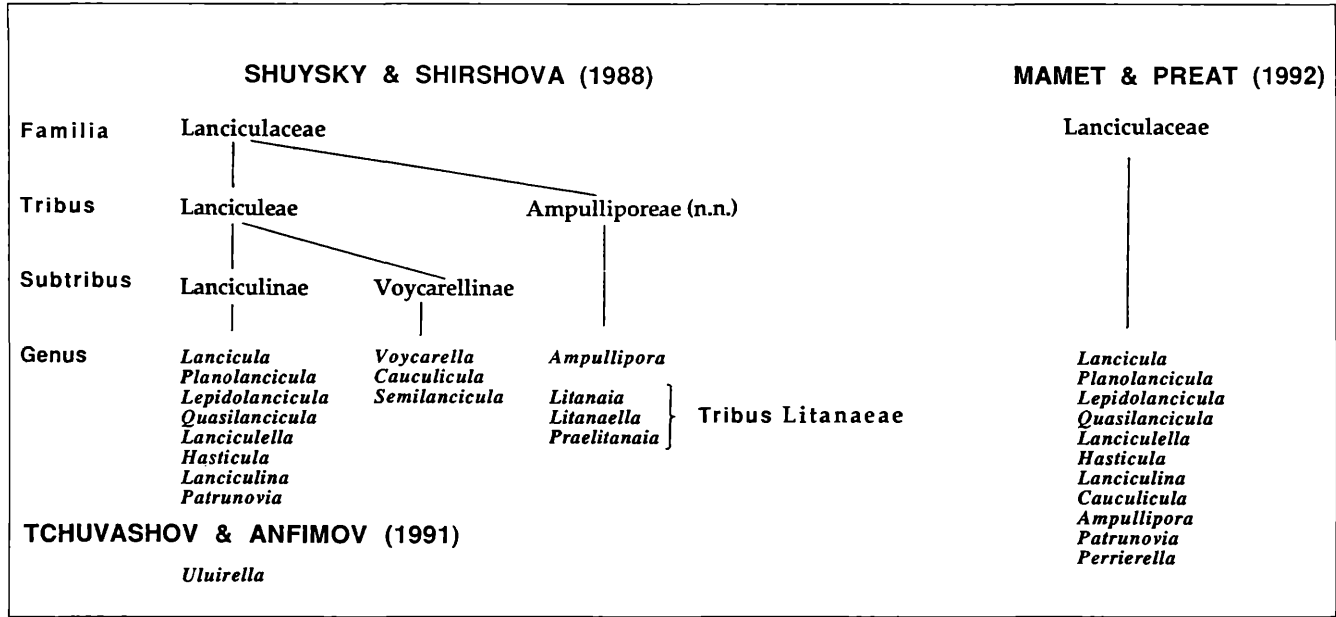 SHUYSKY & SHIRSHOVA (1988) MAMET & PREAT (1992)
Familia Lanciculaceae Lanciculaceae
Tribus Lanciculeae Ampulliporeae (n.n.)
Subtribus Lanciculinae Voycarellinae
Genus Lancicula Voycarella Ampullipora Lancicula
Planolancicula Cauculicula Planolancicula
Lepidolancicula Semilancicula Litanaia Lepidolancicula
Quasilancicula Litanaella Tribus Litanaeae Quasilancicula
Lanciculella Praelitanaia Lanciculella
Hasticula Hasticula
Lanciculina Lanciculina
Patrunovia Cauculicula
Ampullipora
TCHUVASHOV & ANFIMOV (1991) Patrunovia
Perrierella
Uluirella